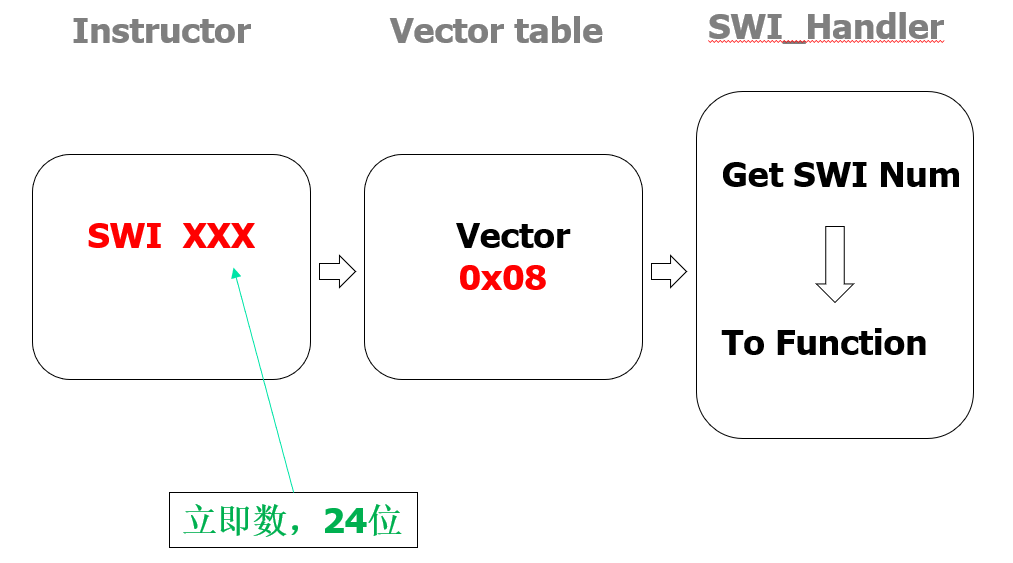 Instructor
Vector table
SWI_Handler
SWI XXX
Vector
0x08
Get SWI Num
To Function
立即数，24位